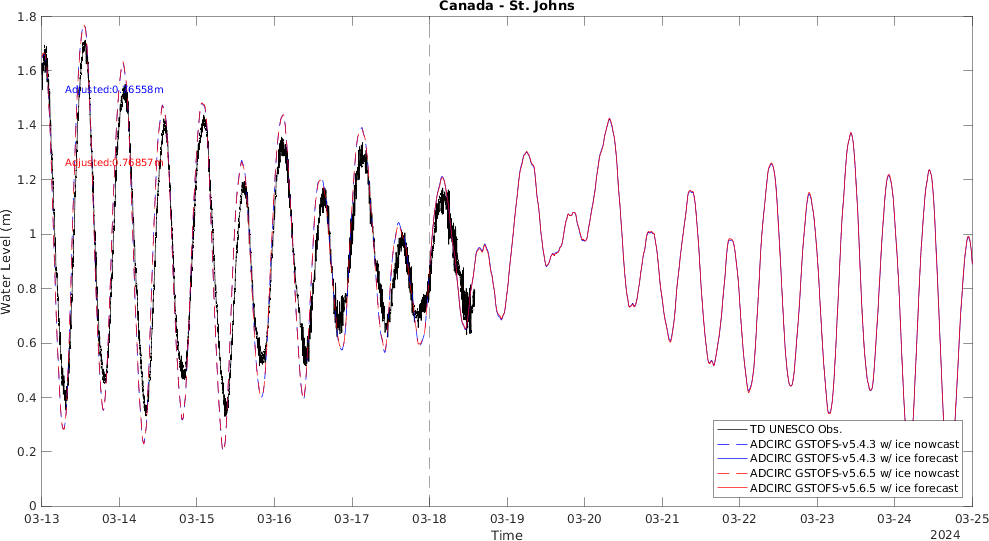 Canada - St. Johns
1.8
1.6
1.4
1.2
1
0.8
0.6
0.4
0.2
0
Water Level (m)
Adjusted:0.76558m
Adjusted:0.76857m
TD UNESCO Obs.
ADCIRC GSTOFS-v5.4.3 w/ ice nowcast
ADCIRC GSTOFS-v5.4.3 w/ ice forecast
ADCIRC GSTOFS-v5.6.5 w/ ice nowcast
ADCIRC GSTOFS-v5.6.5 w/ ice forecast
03-13 03-14 03-15 03-16 03-17 03-18 03-19 03-20 03-21 03-22 03-23 03-24 03-25
Time
2024